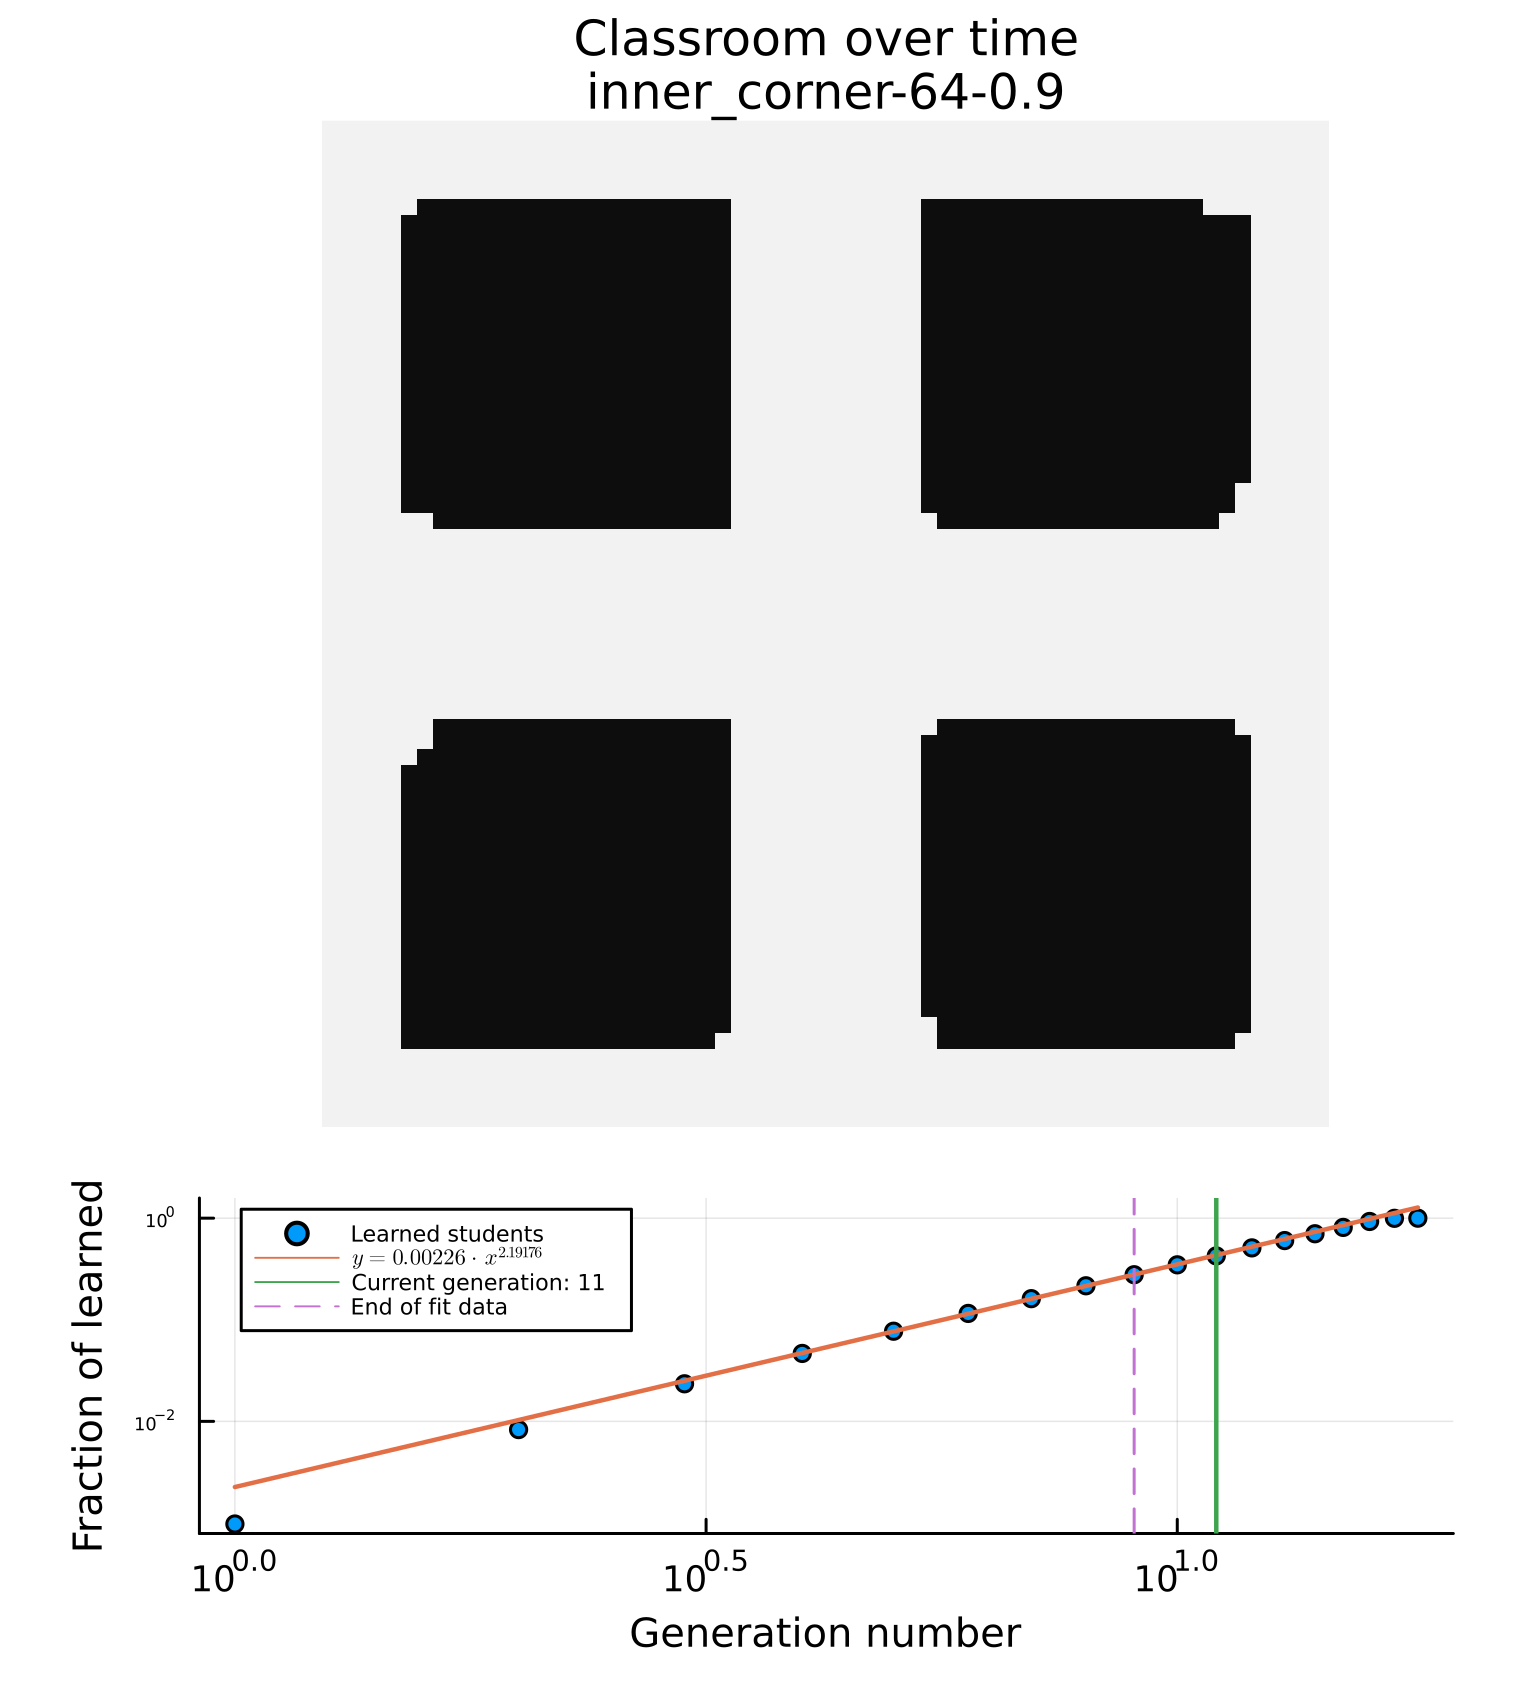 Classroom over time
inner_corner-64-0.9
Fraction of learned
10^0
10^−2
Learned students
y = 0.00226 · x^2.19176
Current generation: 11
End of fit data
10^0.0
10^0.5
10^1.0
Generation number